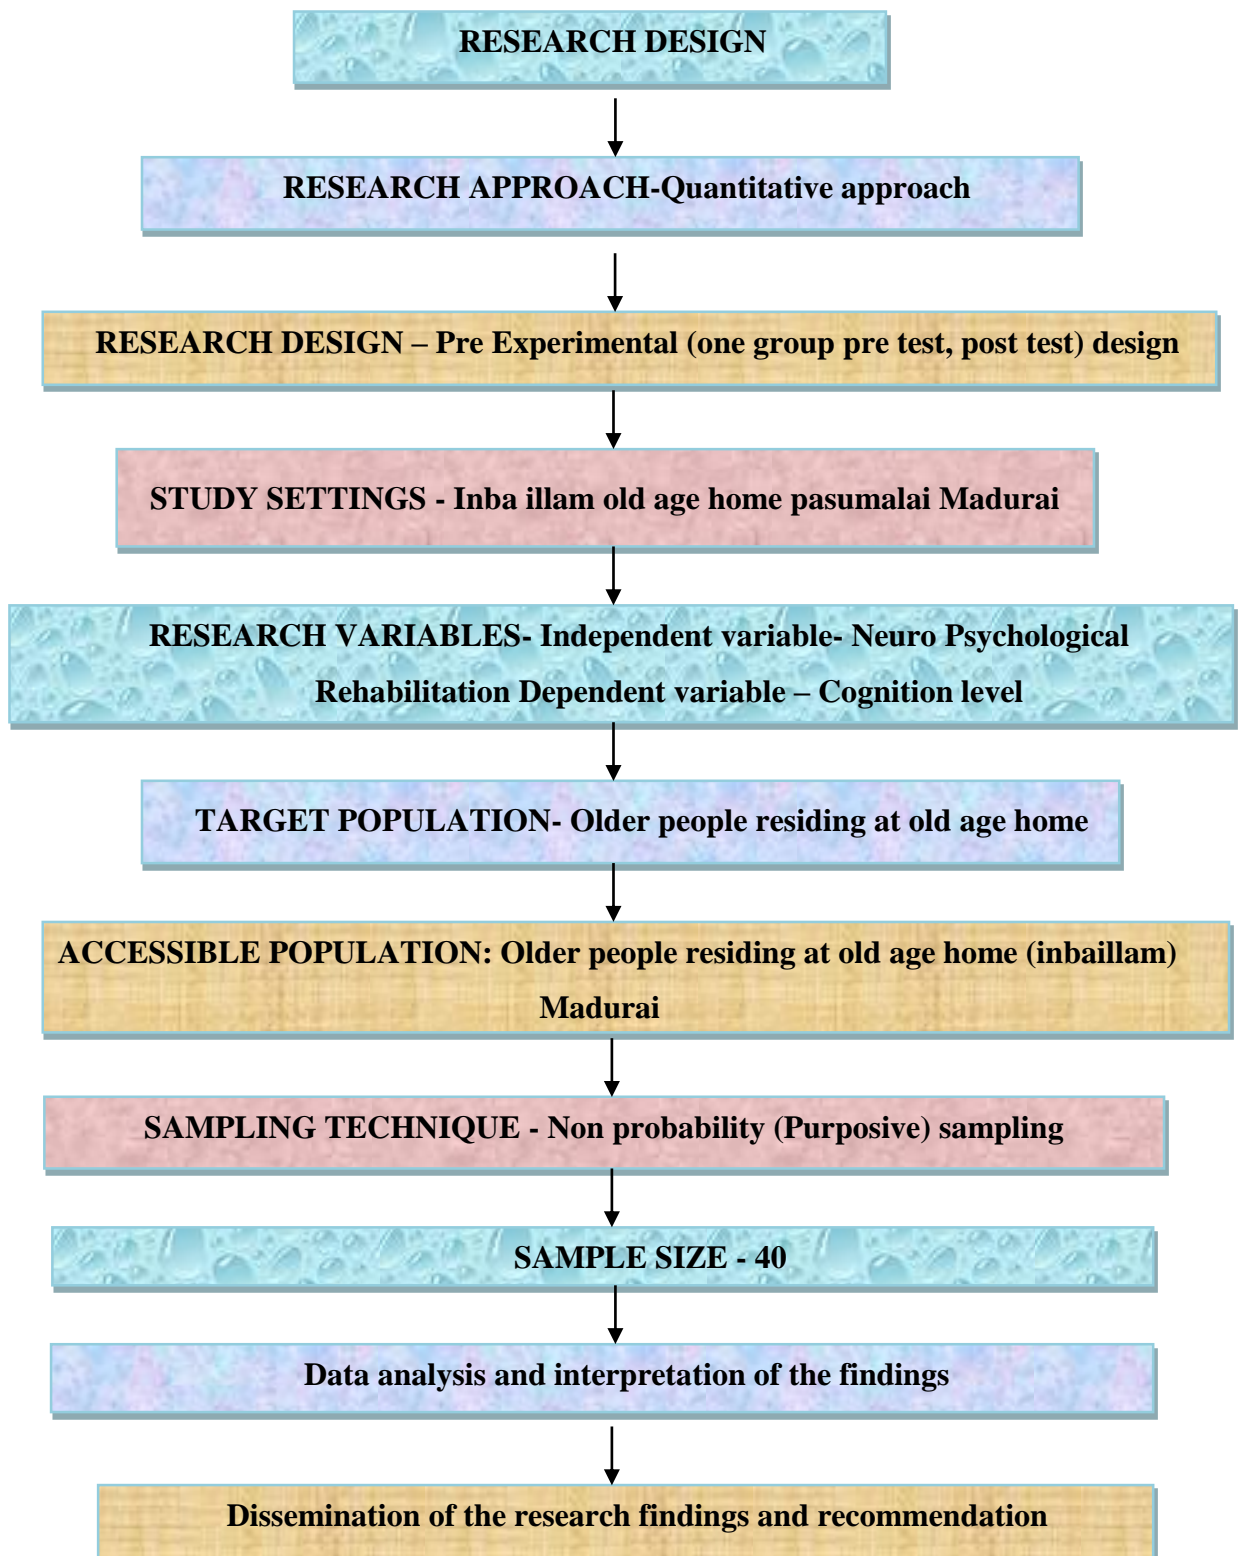 RESEARCH DESIGN
RESEARCH APPROACH-Quantitative approach
RESEARCH DESIGN – Pre Experimental (one group pre test, post test) design
STUDY SETTINGS - Inba illam old age home pasumalai Madurai
RESEARCH VARIABLES- Independent variable- Neuro Psychological
Rehabilitation Dependent variable – Cognition level
TARGET POPULATION- Older people residing at old age home
ACCESSIBLE POPULATION: Older people residing at old age home (inbaillam)
Madurai
SAMPLING TECHNIQUE - Non probability (Purposive) sampling
SAMPLE SIZE - 40
Data analysis and interpretation of the findings
Dissemination of the research findings and recommendation